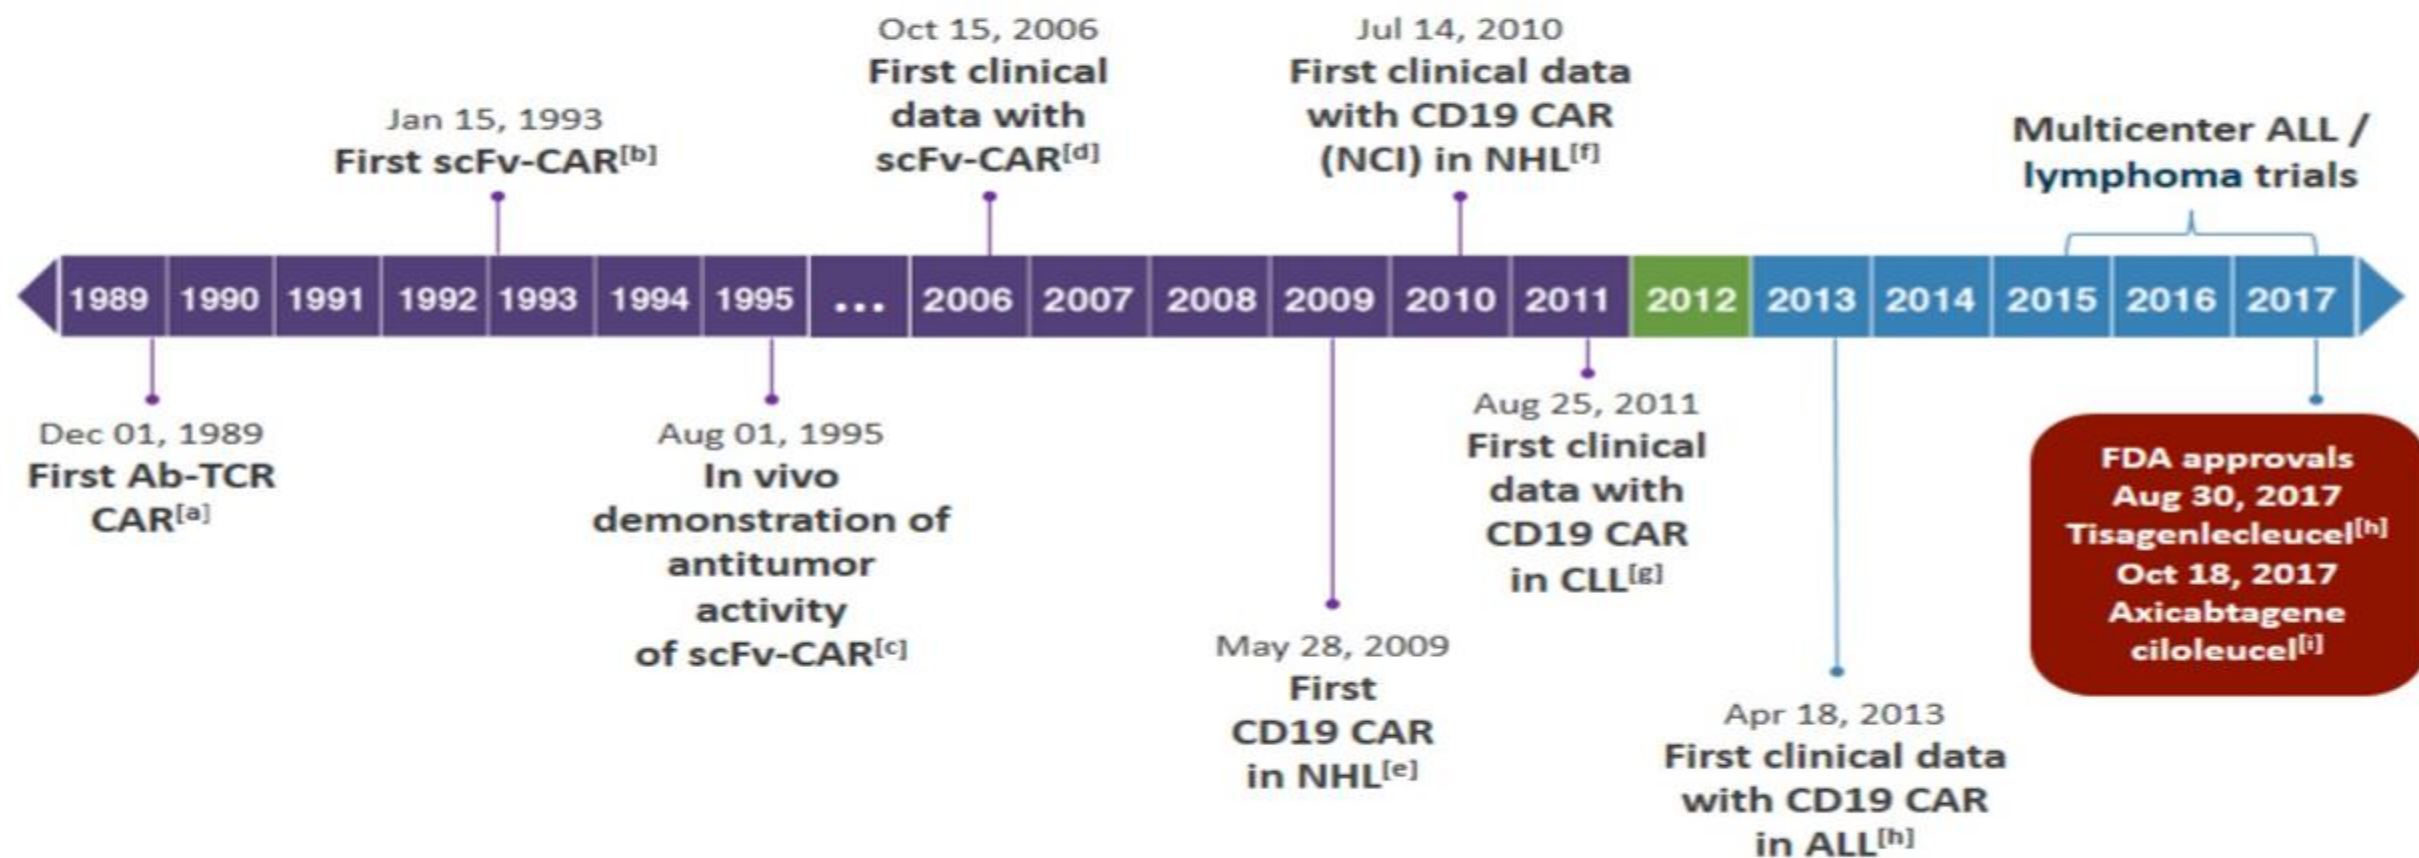 Oct 15, 2006
First clinical
data with
scFv-CAR[d]
Jul 14, 2010
First clinical data
with CD19 CAR
(NCI) in NHL[f]
Jan 15, 1993
First scFv-CAR[b]
Multicenter ALL /
lymphoma trials
1989 1990 1991 1992 1993 1994 1995 ... 2006 2007 2008 2009 2010 2011 2012 2013 2014 2015 2016 2017
Dec 01, 1989
First Ab-TCR
CAR[a]
Aug 01, 1995
In vivo
demonstration of
antitumor
activity
of scFv-CAR[c]
May 28, 2009
First
CD19 CAR
in NHL[e]
Aug 25, 2011
First clinical
data with
CD19 CAR
in CLL[g]
Apr 18, 2013
First clinical data
with CD19 CAR
in ALL[h]
FDA approvals
Aug 30, 2017
Tisagenlecleucel[h]
Oct 18, 2017
Axicabtagene
ciloleucel[i]